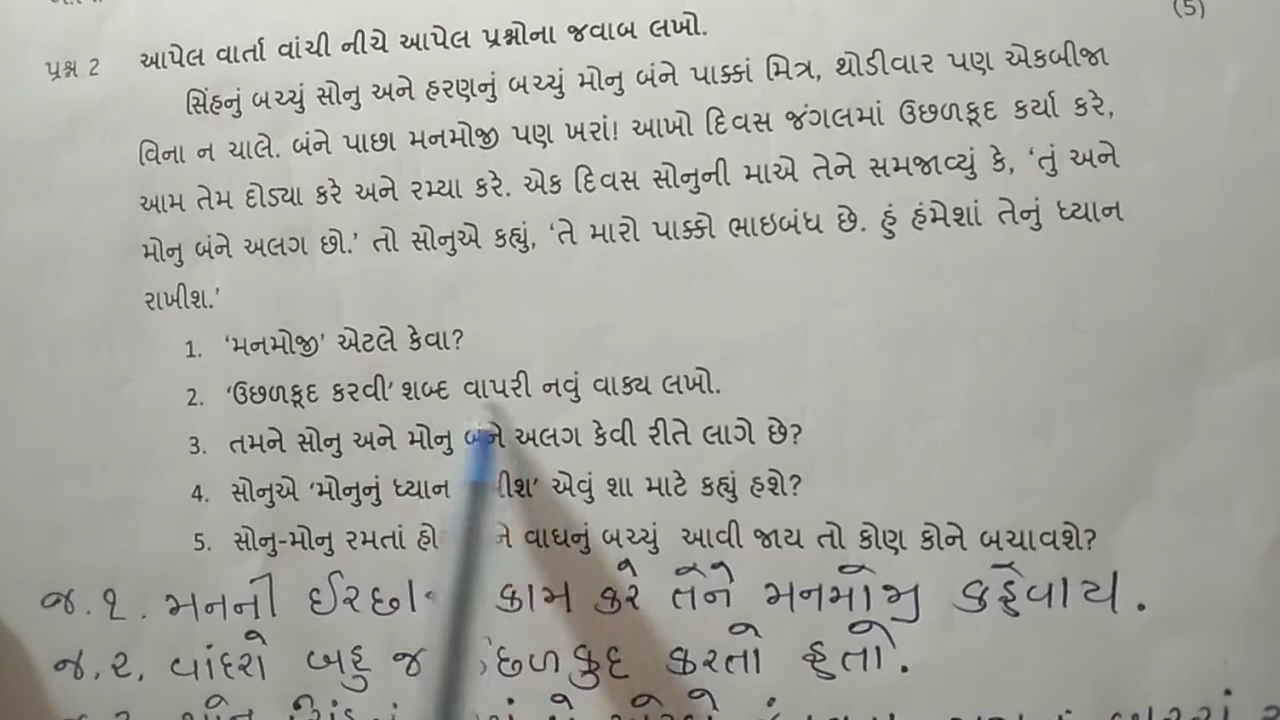 (5)
પ્રશ્ન 2 આપેલ વાર્તા વાંચી નીચે આપેલ પ્રશ્નોના જવાબ લખો.
સિંહનું બચ્ચું સોનુ અને હરણનું બચ્ચું મોનુ બંને પાક્કાં મિત્ર, થોડીવાર પણ એકબીજા
વિના ન ચાલે. બંને પાછા મનમોજી પણ ખરાં! આખો દિવસ જંગલમાં ઉછળકૂદ કર્યા કરે,
આમ તેમ દોડ્યા કરે અને રમ્યા કરે. એક દિવસ સોનુની માએ તેને સમજાવ્યું કે, ‘તું અને
મોનુ બંને અલગ છો.’ તો સોનુએ કહ્યું, ‘તે મારો પાક્કો ભાઇબંધ છે. હું હંમેશાં તેનું ધ્યાન
રાખીશ.’
1. ‘મનમોજી’ એટલે કેવા?
2. ‘ઉછળકૂદ કરવી’ શબ્દ વાપરી નવું વાક્ય લખો.
3. તમને સોનુ અને મોનુ બંને અલગ કેવી રીતે લાગે છે?
4. સોનુએ ‘મોનુનું ધ્યાન એવું શા માટે કહ્યું હશે?
5. સોનુ-મોનુ રમતાં વાઘનું બચ્ચું આવી જાય તો કોણ કોને બચાવશે?
જ.૧. મનની કામ કરે તેને મનમોજી કહેવાય.
જ.૨. વાંદરો બહુ જ કરતો હતો.